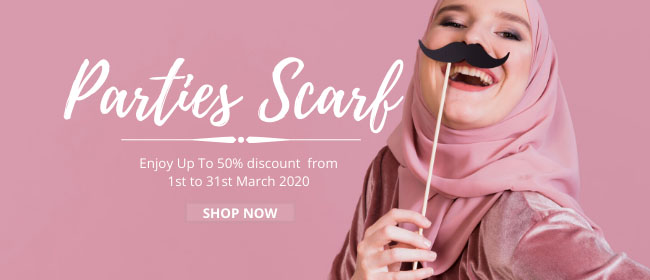 Parties Scarf
Enjoy Up To 50% discount from
1st to 31st March 2020
SHOP NOW